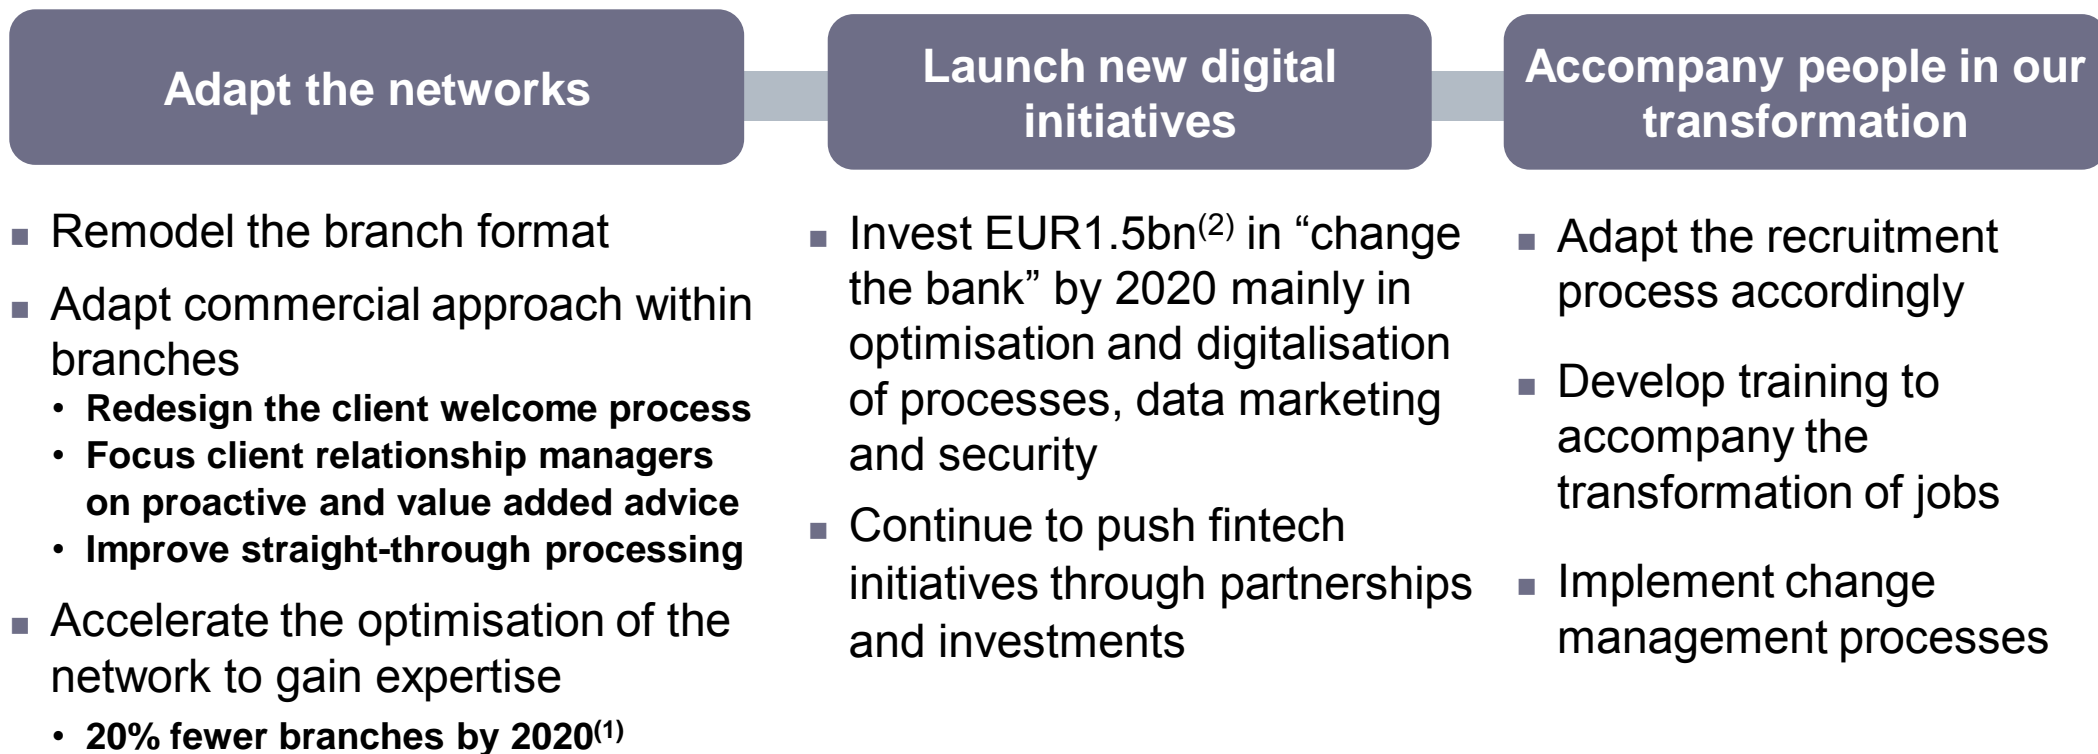 Adapt the networks
■ Remodel the branch format
■ Adapt commercial approach within
branches
• Redesign the client welcome process
• Focus client relationship managers
on proactive and value added advice
• Improve straight-through processing
■ Accelerate the optimisation of the
network to gain expertise
• 20% fewer branches by 2020(1)
Launch new digital
initiatives
■ Invest EUR1.5bn(2) in “change
the bank” by 2020 mainly in
optimisation and digitalisation
of processes, data marketing
and security
■ Continue to push fintech
initiatives through partnerships
and investments
Accompany people in our
transformation
■ Adapt the recruitment
process accordingly
■ Develop training to
accompany the
transformation of jobs
■ Implement change
management processes